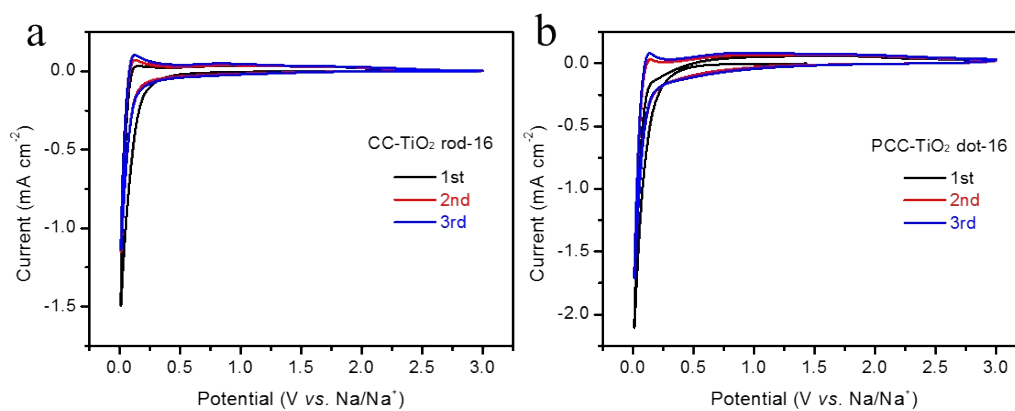 a
0.0
-0.5
-1.0
-1.5
Current (mA cm⁻²)
CC-TiO₂ rod-16
1st
2nd
3rd
0.0 0.5 1.0 1.5 2.0 2.5 3.0
Potential (V vs. Na/Na⁺)
b
0.5
0.0
-0.5
-1.0
-1.5
-2.0
Current (mA cm⁻²)
PCC-TiO₂ dot-16
1st
2nd
3rd
0.0 0.5 1.0 1.5 2.0 2.5 3.0
Potential (V vs. Na/Na⁺)